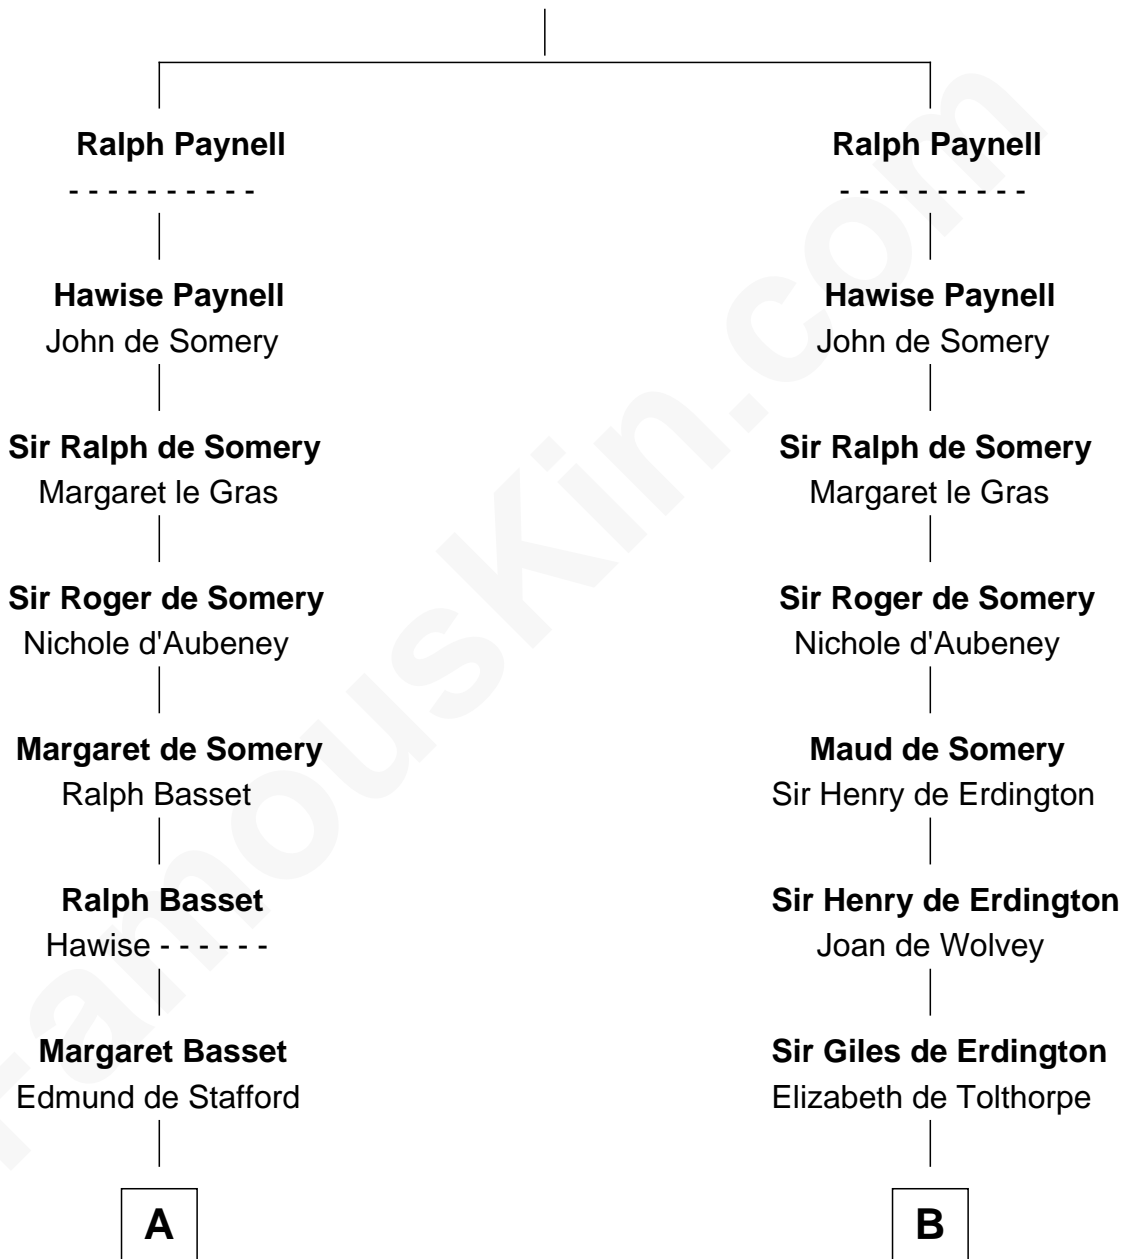 Ralph Paynell
- - - - - - - - - -
Hawise Paynell
John de Somery
Sir Ralph de Somery
Margaret le Gras
Sir Roger de Somery
Nichole d'Aubeney
Margaret de Somery
Ralph Basset
Ralph Basset
Hawise - - - - - -
Margaret Basset
Edmund de Stafford
A
Ralph Paynell
- - - - - - - - - -
Hawise Paynell
John de Somery
Sir Ralph de Somery
Margaret le Gras
Sir Roger de Somery
Nichole d'Aubeney
Maud de Somery
Sir Henry de Erdington
Sir Henry de Erdington
Joan de Wolvey
Sir Giles de Erdington
Elizabeth de Tolthorpe
B
FamousKin.com